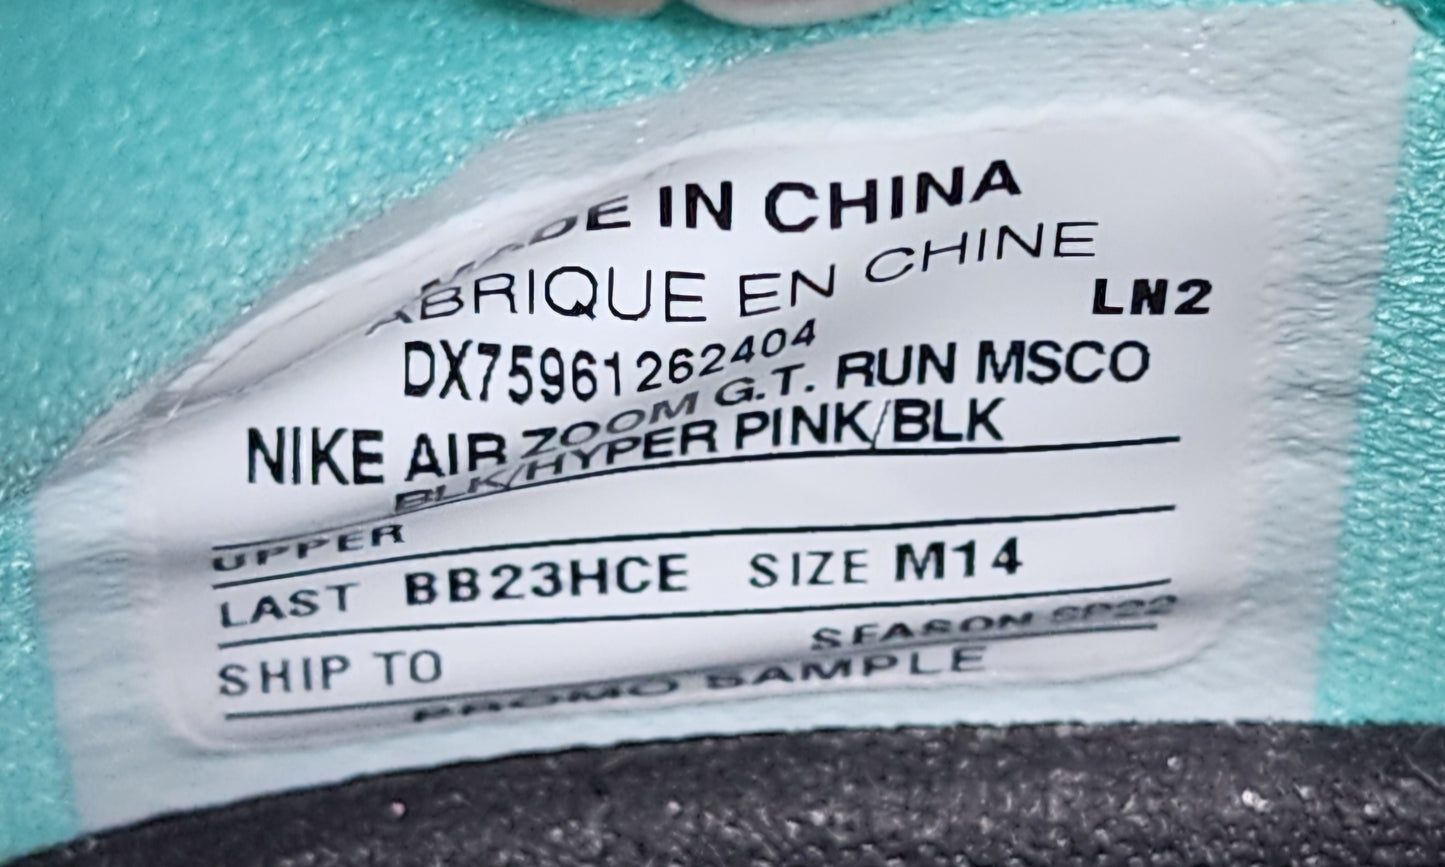 MADE IN CHINA
FABRIQUE EN CHINE
LN2
DX75961262404
NIKE AIR ZOOM G.T. RUN MSCO
BLK/HYPER PINK/BLK
UPPER
LAST BB23HCE SIZE M14
SEASON SP22
SHIP TO
PROMO SAMPLE